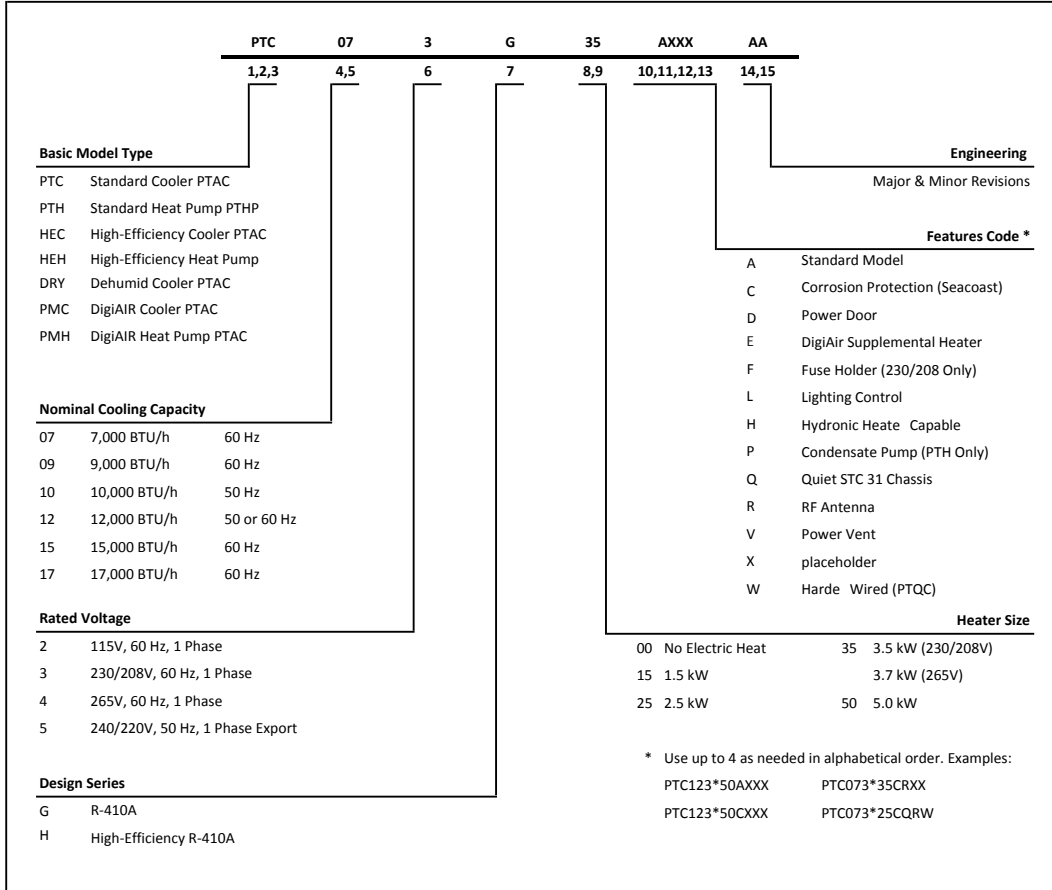 PTC 07 3 G 35 AXXX AA
1,2,3 4,5 6 7 8,9 10,11,12,13 14,15
Basic Model Type
PTC Standard Cooler PTAC
PTH Standard Heat Pump PTHP
HEC High-Efficiency Cooler PTAC
HEH High-Efficiency Heat Pump
DRY Dehumid Cooler PTAC
PMC DigiAIR Cooler PTAC
PMH DigiAIR Heat Pump PTAC
Nominal Cooling Capacity
07 7,000 BTU/h 60 Hz
09 9,000 BTU/h 60 Hz
10 10,000 BTU/h 50 Hz
12 12,000 BTU/h 50 or 60 Hz
15 15,000 BTU/h 60 Hz
17 17,000 BTU/h 60 Hz
Rated Voltage
2 115V, 60 Hz, 1 Phase
3 230/208V, 60 Hz, 1 Phase
4 265V, 60 Hz, 1 Phase
5 240/220V, 50 Hz, 1 Phase Export
Design Series
G R-410A
H High-Efficiency R-410A
Engineering
Major & Minor Revisions
Features Code *
A Standard Model
C Corrosion Protection (Seacoast)
D Power Door
E DigiAir Supplemental Heater
F Fuse Holder (230/208 Only)
L Lighting Control
H Hydronic Heate Capable
P Condensate Pump (PTH Only)
Q Quiet STC 31 Chassis
R RF Antenna
V Power Vent
X placeholder
W Harde Wired (PTQC)
Heater Size
00 No Electric Heat 35 3.5 kW (230/208V)
15 1.5 kW 3.7 kW (265V)
25 2.5 kW 50 5.0 kW
* Use up to 4 as needed in alphabetical order. Examples:
PTC123*50AXXX PTC073*35CRXX
PTC123*50CXXX PTC073*25CQRW